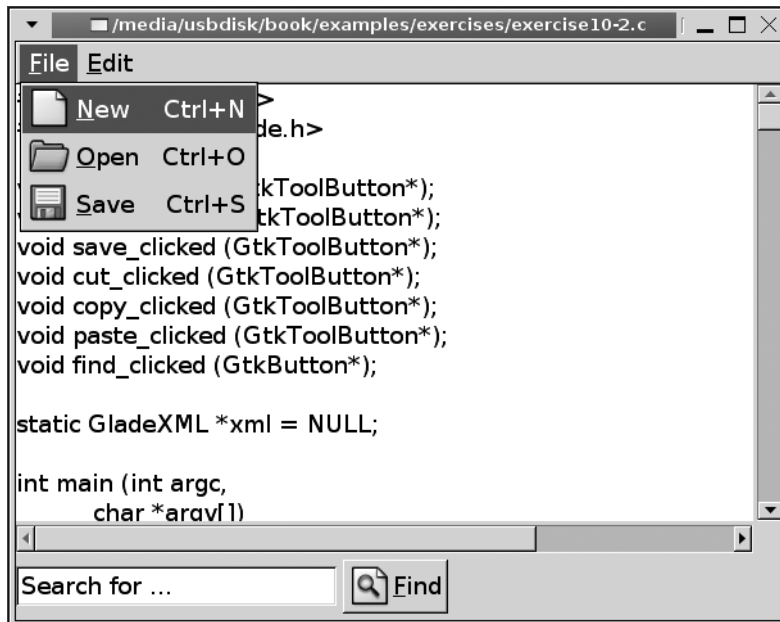 /media/usbdisk/book/examples/exercises/exercise10-2.c
File Edit
New Ctrl+N
Open Ctrl+O
Save Ctrl+S
>
de.h>
kToolButton*);
tkToolButton*);
void save_clicked (GtkToolButton*);
void cut_clicked (GtkToolButton*);
void copy_clicked (GtkToolButton*);
void paste_clicked (GtkToolButton*);
void find_clicked (GtkButton*);
static GladeXML *xml = NULL;
int main (int argc,
char *argv[])
Search for ...
Find